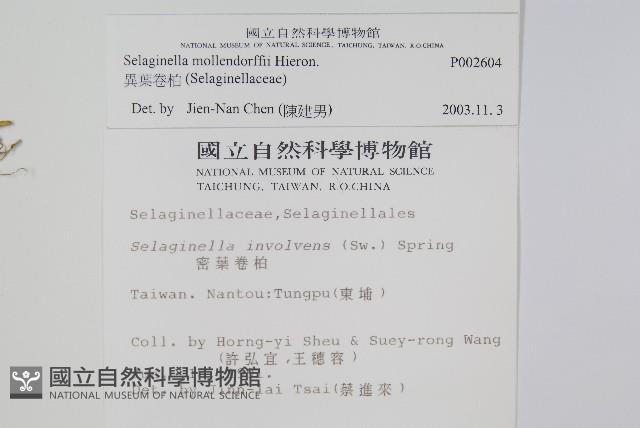 國立自然科學博物館
NATIONAL MUSEUM OF NATURAL SCIENCE, TAICHUNG, TAIWAN, R.O.CHINA
Selaginella mollendorffii Hieron. P002604
異葉卷柏 (Selaginellaceae)
Det. by Jien-Nan Chen (陳建男) 2003.11.3
國立自然科學博物館
NATIONAL MUSEUM OF NATURAL SCIENCE
TAICHUNG, TAIWAN, R.O.CHINA
Selaginellaceae,Selaginellales
Selaginella involvens (Sw.) Spring
密葉卷柏
Taiwan. Nantou:Tungpu(東埔)
Coll. by Horng-yi Sheu & Suey-rong Wang
(許弘宜,王穗容)
Det. by Jinn-lai Tsai(蔡進來)
國立自然科學博物館
NATIONAL MUSEUM OF NATURAL SCIENCE